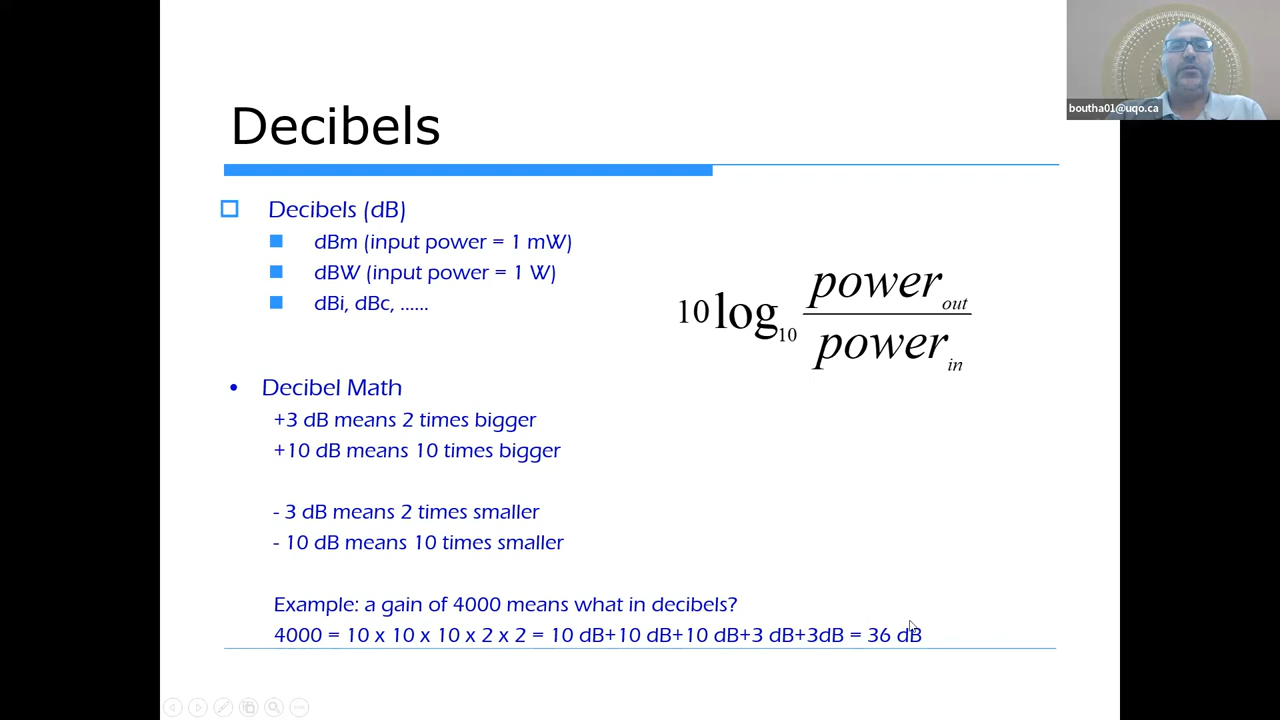 boutha01@uqo.ca
Decibels
Decibels (dB)
dBm (input power = 1 mW)
dBW (input power = 1 W)
dBi, dBc, ......
10 log10 powerout
powerin
• Decibel Math
+3 dB means 2 times bigger
+10 dB means 10 times bigger
- 3 dB means 2 times smaller
- 10 dB means 10 times smaller
Example: a gain of 4000 means what in decibels?
4000 = 10 x 10 x 10 x 2 x 2 = 10 dB+10 dB+10 dB+3 dB+3dB = 36 dB